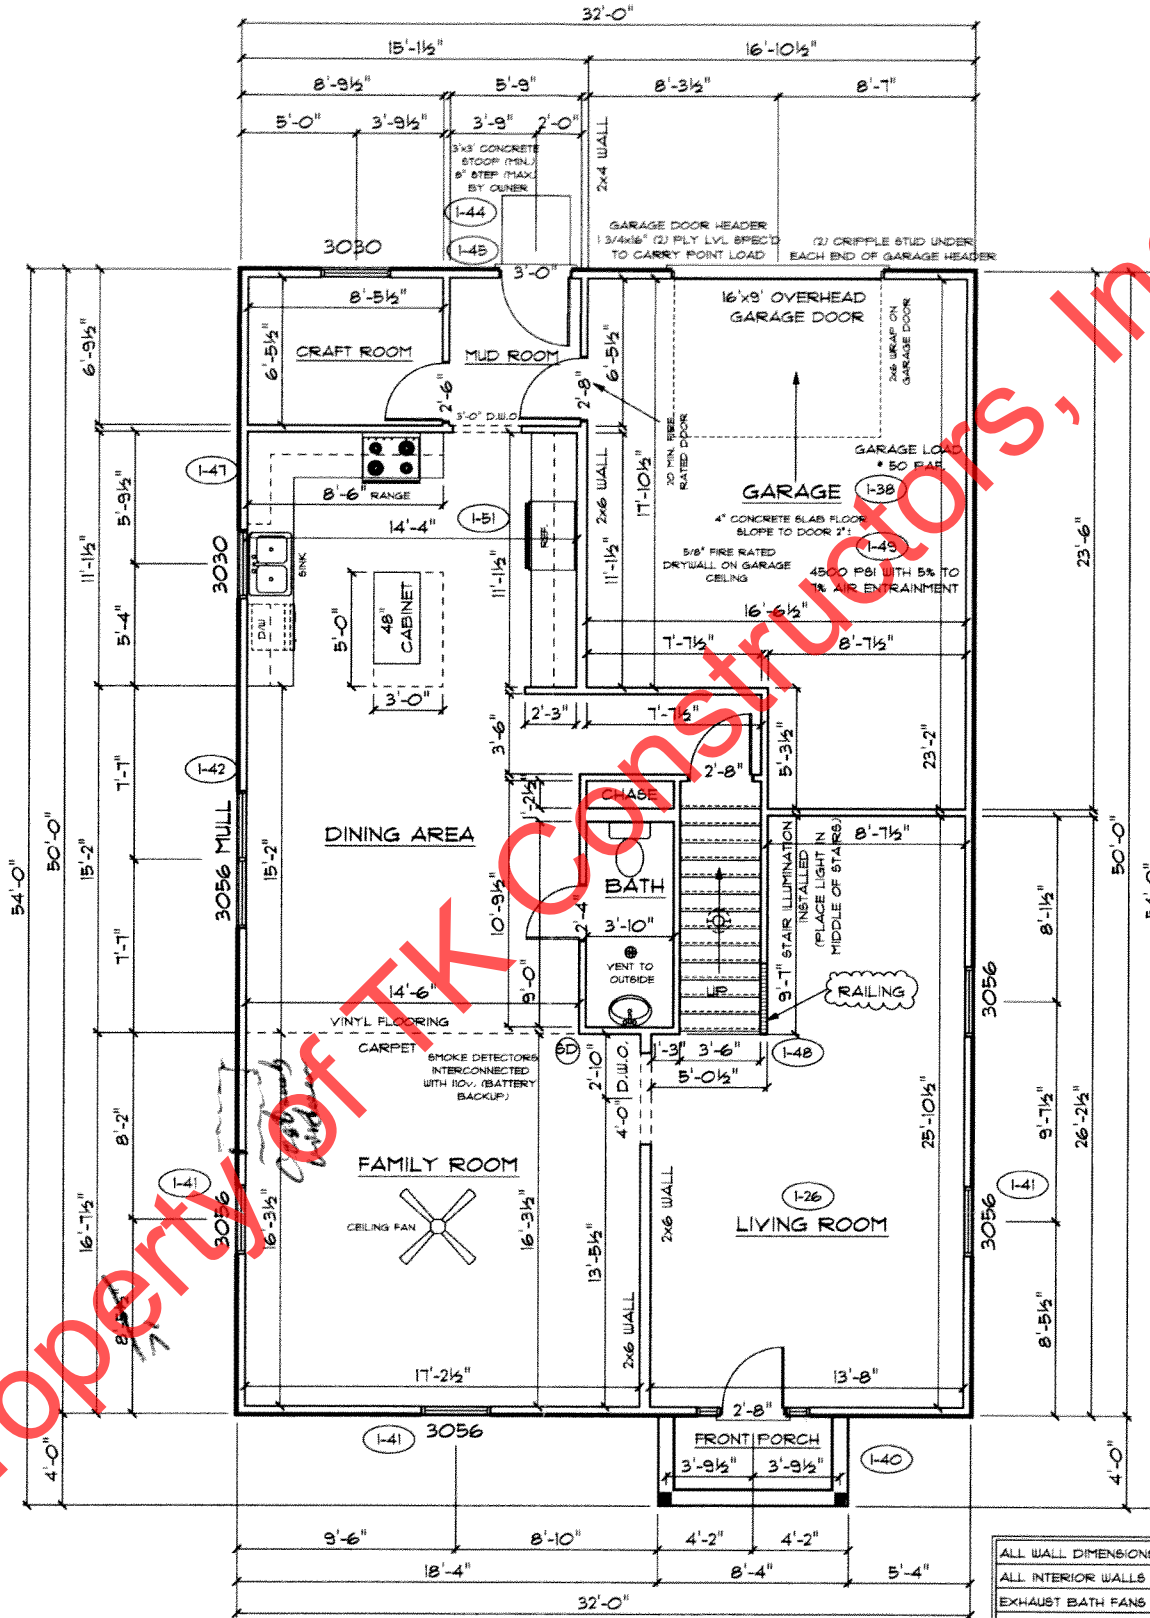 32'-0"
15'-1½" 16'-10½"
8'-9½" 5'-9" 8'-3½" 8'-7"
5'-0" 3'-9½" 3'-9" 2'-0"
2x4 WALL
3'x3' CONCRETE
STOOP (MIN.)
8" STEP (MAX.)
BY OWNER
1-44
1-45
GARAGE DOOR HEADER
1 3/4x16" (2) PLY LVL SPEC'D
TO CARRY POINT LOAD
(2) CRIPPLE STUD UNDER
EACH END OF GARAGE HEADER
3030
3'-0"
8'-5½"
16'x9' OVERHEAD
GARAGE DOOR
2x6 WRAP ON
GARAGE DOOR
6'-9½"
6'-5½"
CRAFT ROOM
MUD ROOM
6'-5½"
2'-6"
2'-8"
3'-0" D.W.O.
20 MIN. FIRE
RATED DOOR
1-47
8'-6" RANGE
14'-4"
1-51
2x6 WALL
17'-10½"
GARAGE LOAD
* 50 PSF.
GARAGE 1-38
4" CONCRETE SLAB FLOOR
SLOPE TO DOOR 2":
1-49
5/8" FIRE RATED
DRYWALL ON GARAGE
CEILING
4500 PSI WITH 5% TO
7% AIR ENTRAINMENT
5'-9½"
11'-1½"
5'-4"
3030
SINK
D/W
REF.
11'-1½"
11'-1½"
23'-6"
5'-0"
48"
CABINET
3'-0"
16'-6½"
7'-7½" 8'-7½"
2'-3" 7'-7½"
3'-6"
2'-8"
5'-3½"
23'-2"
1-42
7'-7"
CHASE
1'-2½"
3056 MULL
DINING AREA
15'-2"
15'-2"
10'-9½"
BATH
2'-4"
3'-10"
VENT TO
OUTSIDE
9'-0"
UP
9'-7" STAIR ILLUMINATION
INSTALLED
(PLACE LIGHT IN
MIDDLE OF STAIRS)
8'-7½"
8'-1½"
50'-0"
50'-0"
54'-0"
54'-0"
7'-7"
14'-6"
RAILING
3056
VINYL FLOORING
CARPET
SMOKE DETECTORS
INTERCONNECTED
WITH 110V. (BATTERY
BACKUP)
SD
2'-10"
4'-0" D.W.O.
1'-3" 3'-6"
1-48
5'-0½"
25'-10½"
9'-7½"
26'-2½"
8'-2"
FAMILY ROOM
CEILING FAN
1-41
3056
16'-7½"
16'-3½"
16'-3½"
13'-5½"
2x6 WALL
2x6 WALL
1-26
LIVING ROOM
3056
1-41
8'-5½"
8'-5½"
17'-2½"
13'-8"
2'-8"
1-41
3056
FRONT PORCH
3'-9½" 3'-9½"
1-40
4'-0"
4'-0"
9'-6" 8'-10" 4'-2" 4'-2"
18'-4" 8'-4" 5'-4"
32'-0"
ALL WALL DIMENSIONS
ALL INTERIOR WALLS
EXHAUST BATH FANS
operty of TK Constructors, In